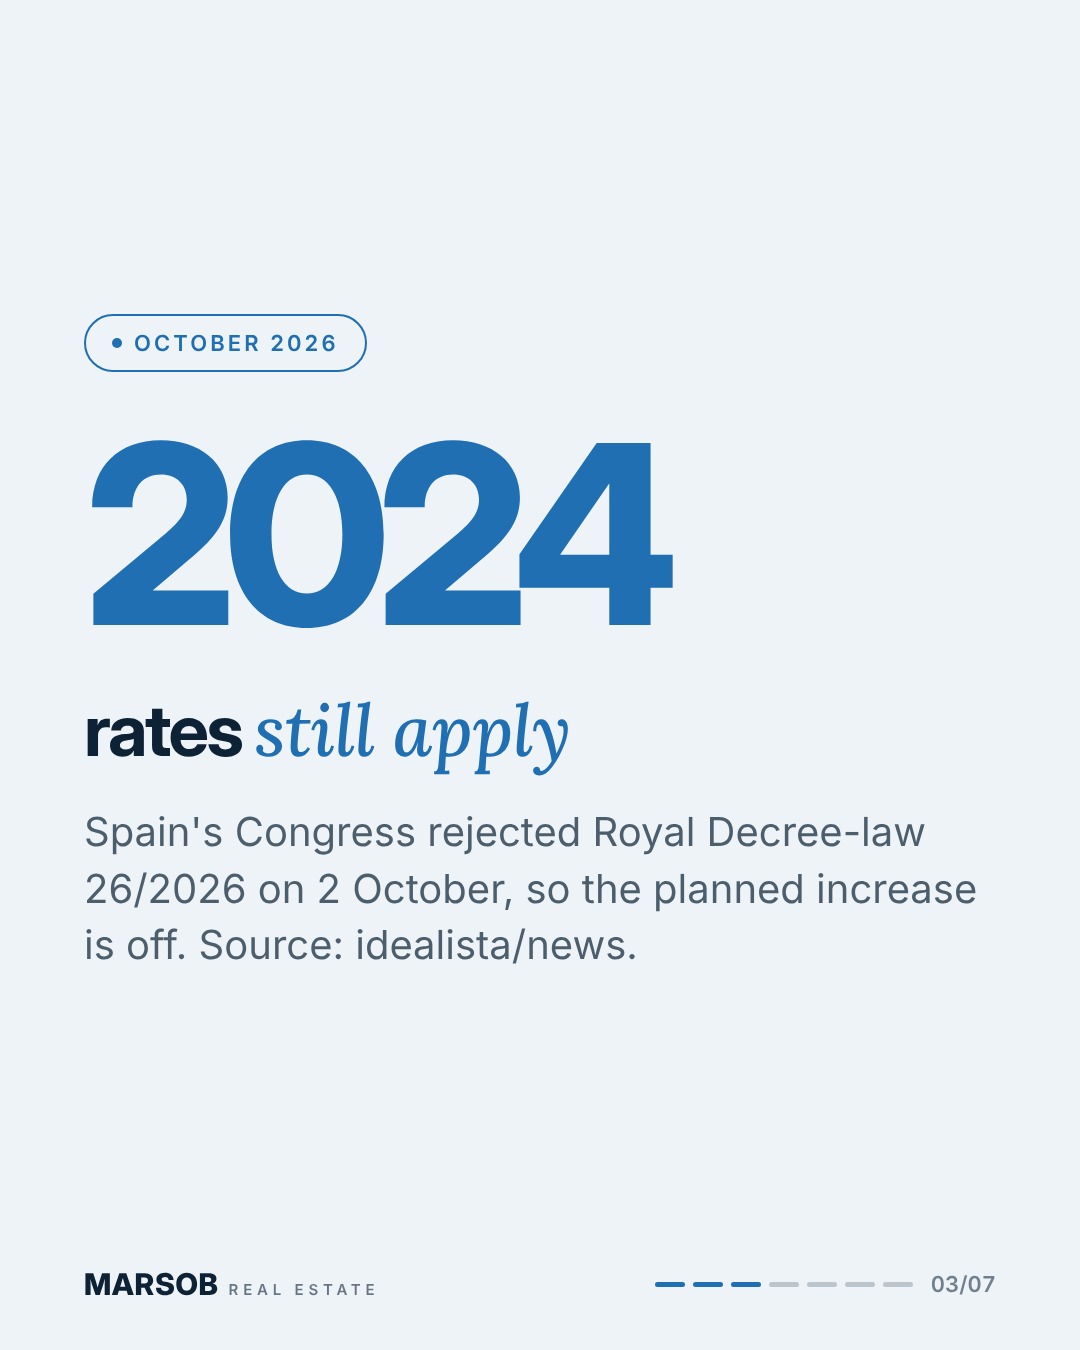 OCTOBER 2026
2024
rates still apply
Spain's Congress rejected Royal Decree-law
26/2026 on 2 October, so the planned increase
is off. Source: idealista/news.
MARSOB REAL ESTATE
03/07